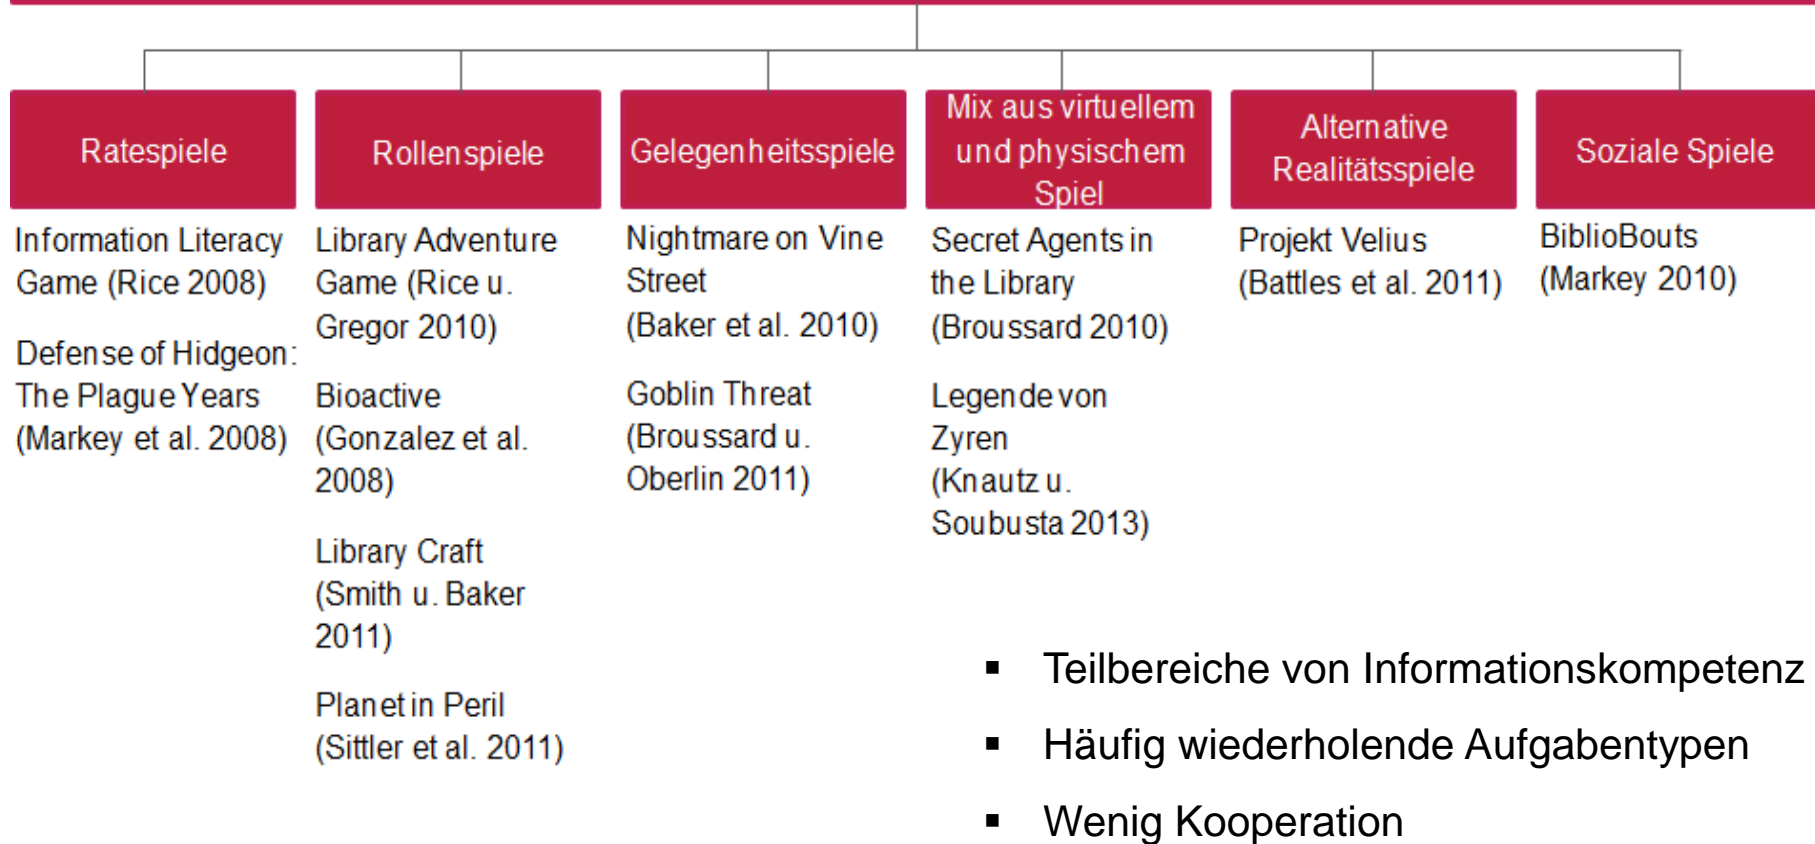 Ratespiele
Information Literacy
Game (Rice 2008)
Defense of Hidgeon:
The Plague Years
(Markey et al. 2008)
Rollenspiele
Library Adventure
Game (Rice u.
Gregor 2010)
Bioactive
(Gonzalez et al.
2008)
Library Craft
(Smith u. Baker
2011)
Planet in Peril
(Sittler et al. 2011)
Gelegenheitsspiele
Nightmare on Vine
Street
(Baker et al. 2010)
Goblin Threat
(Broussard u.
Oberlin 2011)
Mix aus virtuellem
und physischem
Spiel
Secret Agents in
the Library
(Broussard 2010)
Legende von
Zyren
(Knautz u.
Soubusta 2013)
Alternative
Realitätsspiele
Projekt Velius
(Battles et al. 2011)
Soziale Spiele
BiblioBouts
(Markey 2010)
▪ Teilbereiche von Informationskompetenz
▪ Häufig wiederholende Aufgabentypen
▪ Wenig Kooperation